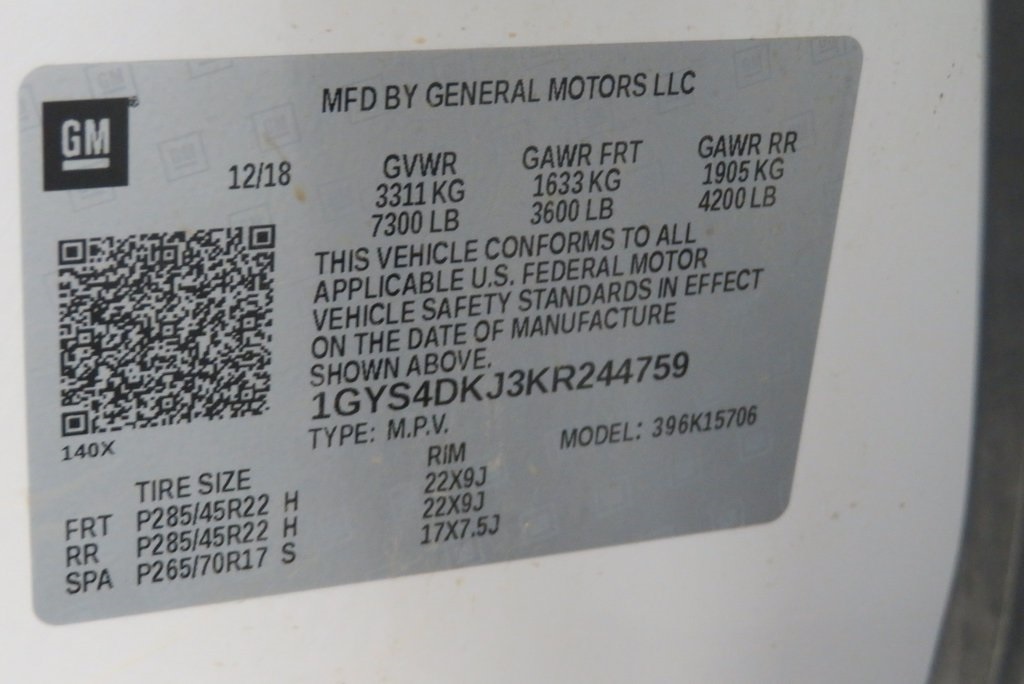 GM
MFD BY GENERAL MOTORS LLC
12/18
GVWR GAWR FRT GAWR RR
3311 KG 1633 KG 1905 KG
7300 LB 3600 LB 4200 LB
THIS VEHICLE CONFORMS TO ALL
APPLICABLE U.S. FEDERAL MOTOR
VEHICLE SAFETY STANDARDS IN EFFECT
ON THE DATE OF MANUFACTURE
SHOWN ABOVE.
1GYS4DKJ3KR244759
140X
TYPE: M.P.V. MODEL: 396K15706
TIRE SIZE RIM
FRT P285/45R22 H 22X9J
RR P285/45R22 H 22X9J
SPA P265/70R17 S 17X7.5J